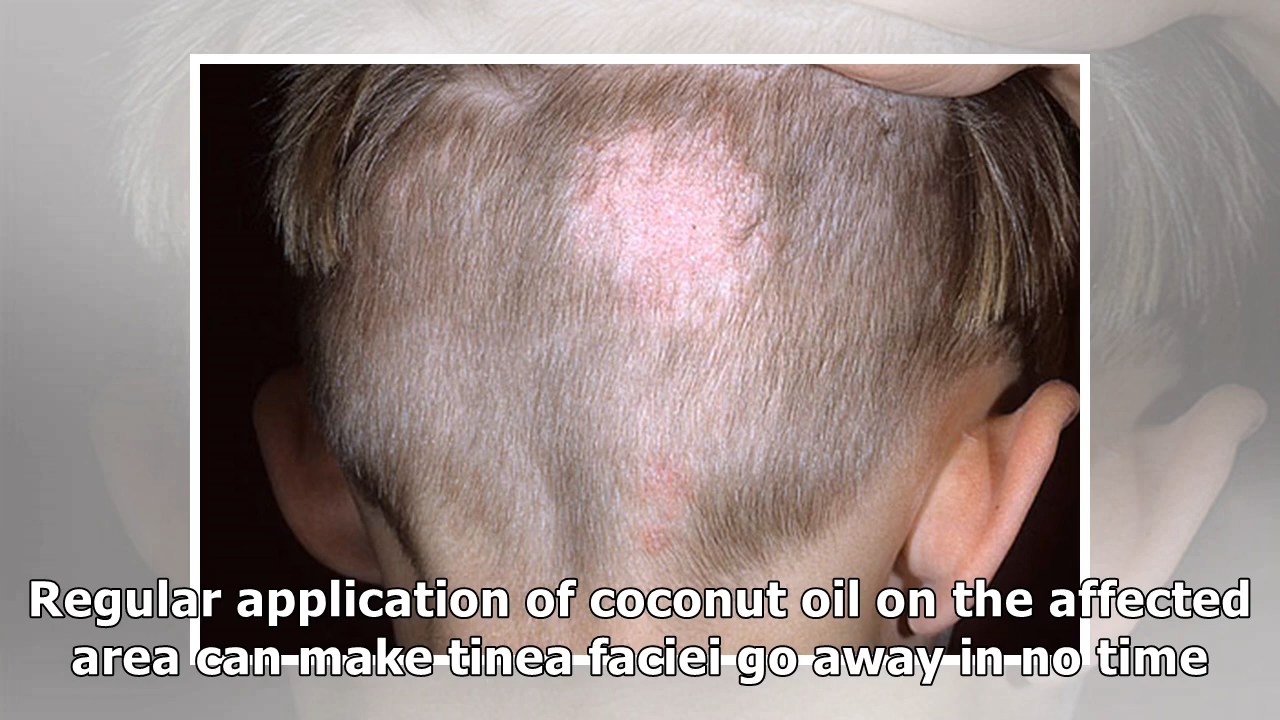 Regular application of coconut oil on the affected
area can make tinea faciei go away in no time